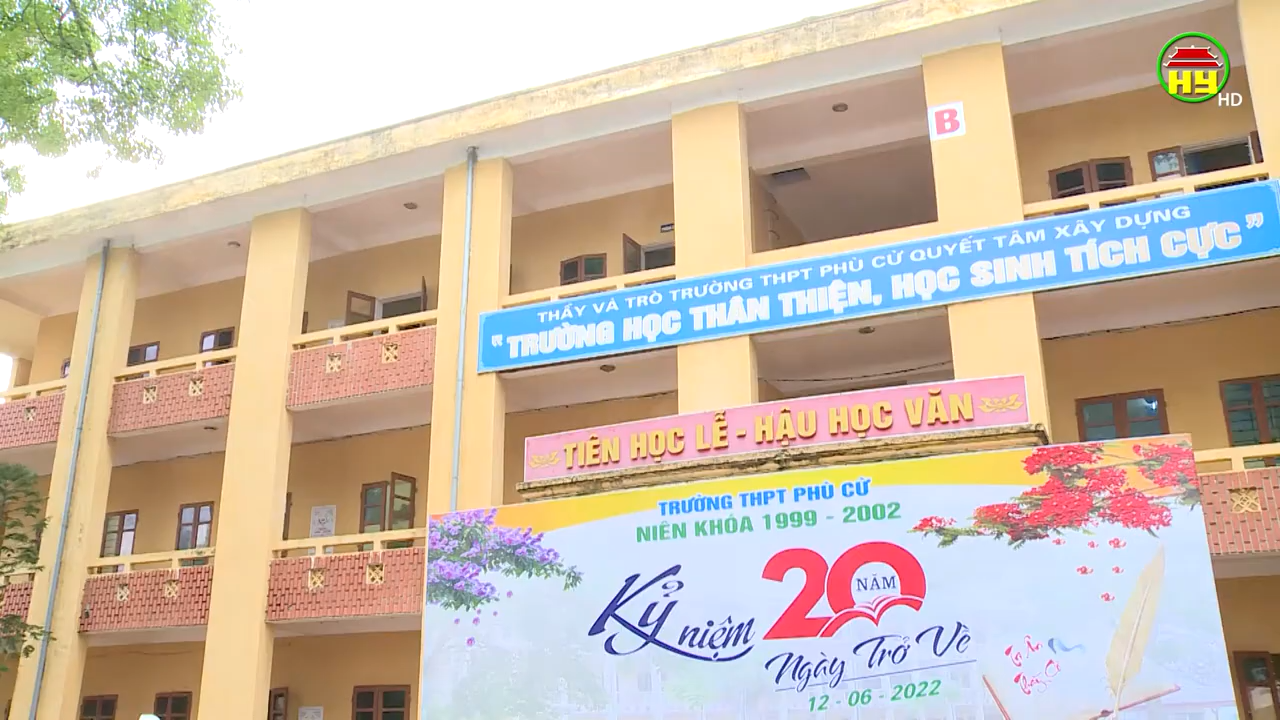 HY
HD
B
THẦY VÀ TRÒ TRƯỜNG THPT PHÙ CỪ QUYẾT TÂM XÂY DỰNG
"TRƯỜNG HỌC THÂN THIỆN, HỌC SINH TÍCH CỰC"
TIÊN HỌC LỄ - HẬU HỌC VĂN
TRƯỜNG THPT PHÙ CỪ
NIÊN KHÓA 1999 - 2002
Kỷ niệm 20 NĂM
Ngày Trở Về
12 - 06 - 2022